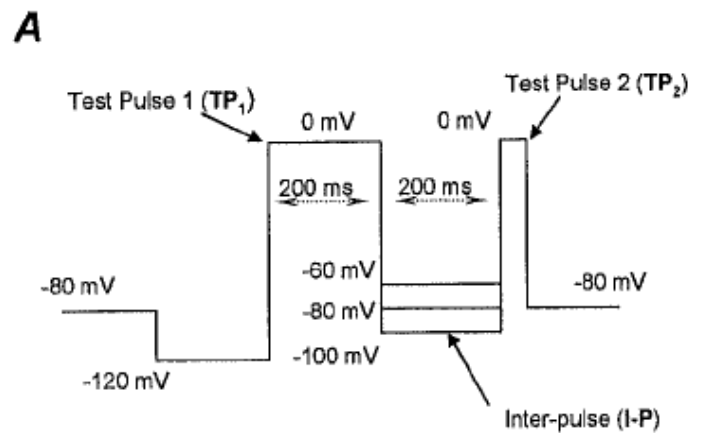 A
Test Pulse 1 (TP1)
Test Pulse 2 (TP2)
0 mV
0 mV
200 ms
200 ms
-60 mV
-80 mV
-80 mV
-80 mV
-100 mV
-120 mV
Inter-pulse (I-P)